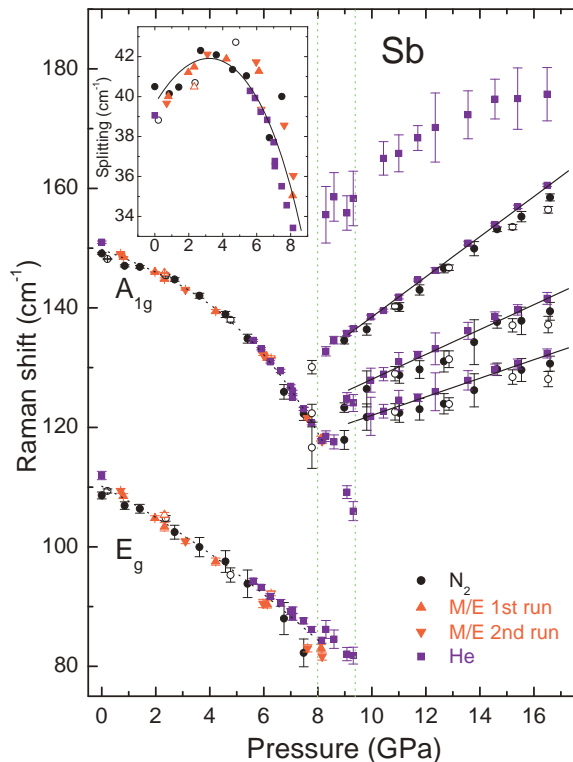 Sb
180
160
140
120
100
80
Raman shift (cm-1)
0
2
4
6
8
10
12
14
16
Pressure (GPa)
A1g
Eg
N2
M/E 1st run
M/E 2nd run
He
42
40
38
36
34
Splitting (cm-1)
0
2
4
6
8